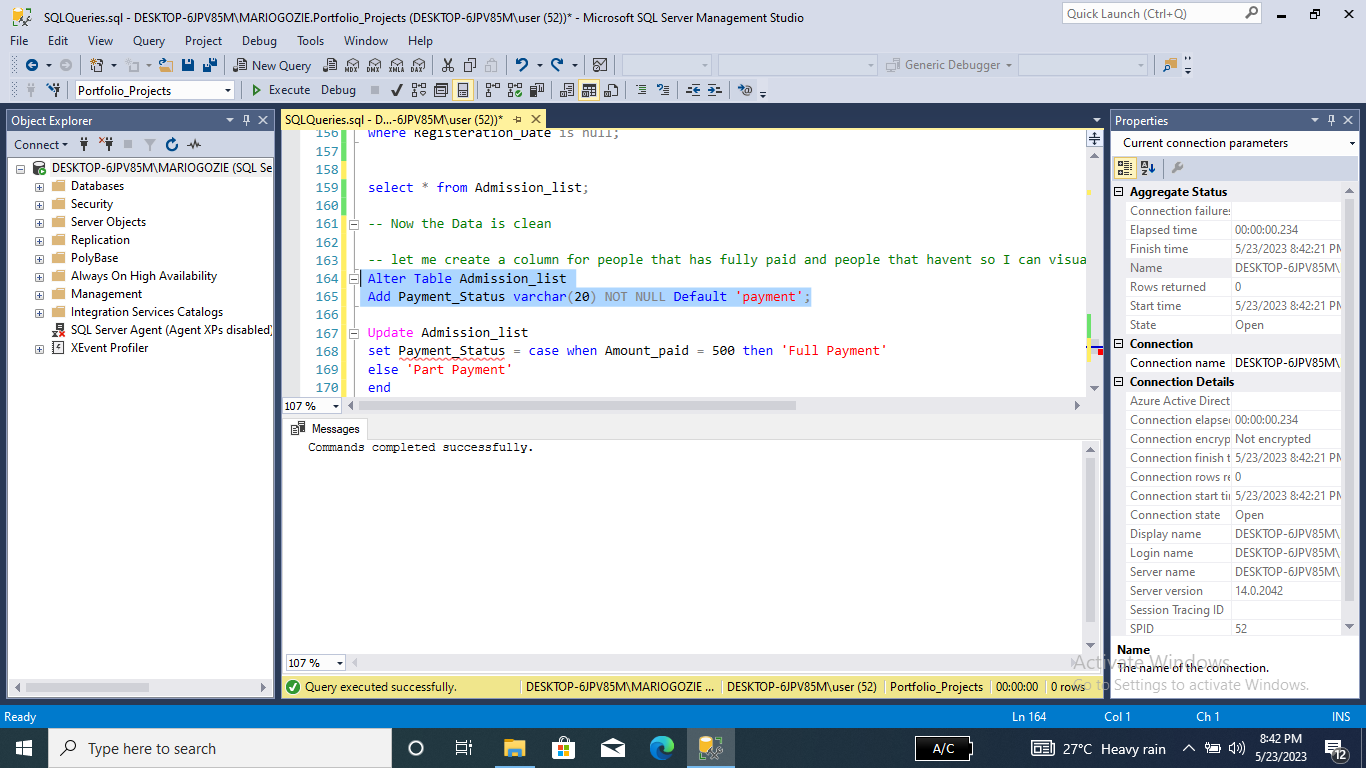 SQLQueries.sql - DESKTOP-6JPV85M\MARIOGOZIE.Portfolio_Projects (DESKTOP-6JPV85M\user (52))* - Microsoft SQL Server Management Studio
Quick Launch (Ctrl+Q)
File Edit View Query Project Debug Tools Window Help
New Query MDX DMX XMLA DAX Generic Debugger
Portfolio_Projects Execute Debug
Object Explorer
Connect
DESKTOP-6JPV85M\MARIOGOZIE (SQL Se
Databases
Security
Server Objects
Replication
PolyBase
Always On High Availability
Management
Integration Services Catalogs
SQL Server Agent (Agent XPs disabled)
XEvent Profiler
SQLQueries.sql - D...-6JPV85M\user (52))*
156 where Registeration_Date is null;
157
158
159 select * from Admission_list;
160
161 -- Now the Data is clean
162
163 -- let me create a column for people that has fully paid and people that havent so I can visua
164 Alter Table Admission_list
165 Add Payment_Status varchar(20) NOT NULL Default 'payment';
166
167 Update Admission_list
168 set Payment_Status = case when Amount_paid = 500 then 'Full Payment'
169 else 'Part Payment'
170 end
107 %
Messages
Commands completed successfully.
107 %
Query executed successfully. DESKTOP-6JPV85M\MARIOGOZIE ... DESKTOP-6JPV85M\user (52) Portfolio_Projects 00:00:00 0 rows
Properties
Current connection parameters
Aggregate Status
Connection failures
Elapsed time 00:00:00.234
Finish time 5/23/2023 8:42:21 PM
Name DESKTOP-6JPV85M\
Rows returned 0
Start time 5/23/2023 8:42:21 PM
State Open
Connection
Connection name DESKTOP-6JPV85M\
Connection Details
Azure Active Direct
Connection elapse 00:00:00.234
Connection encryp Not encrypted
Connection finish t 5/23/2023 8:42:21 PM
Connection rows re 0
Connection start ti 5/23/2023 8:42:21 PM
Connection state Open
Display name DESKTOP-6JPV85M\
Login name DESKTOP-6JPV85M\
Server name DESKTOP-6JPV85M\
Server version 14.0.2042
Session Tracing ID
SPID 52
Name
The name of the connection.
Activate Windows
Go to Settings to activate Windows.
Ready Ln 164 Col 1 Ch 1 INS
Type here to search
A/C
27°C Heavy rain
8:42 PM
5/23/2023
12